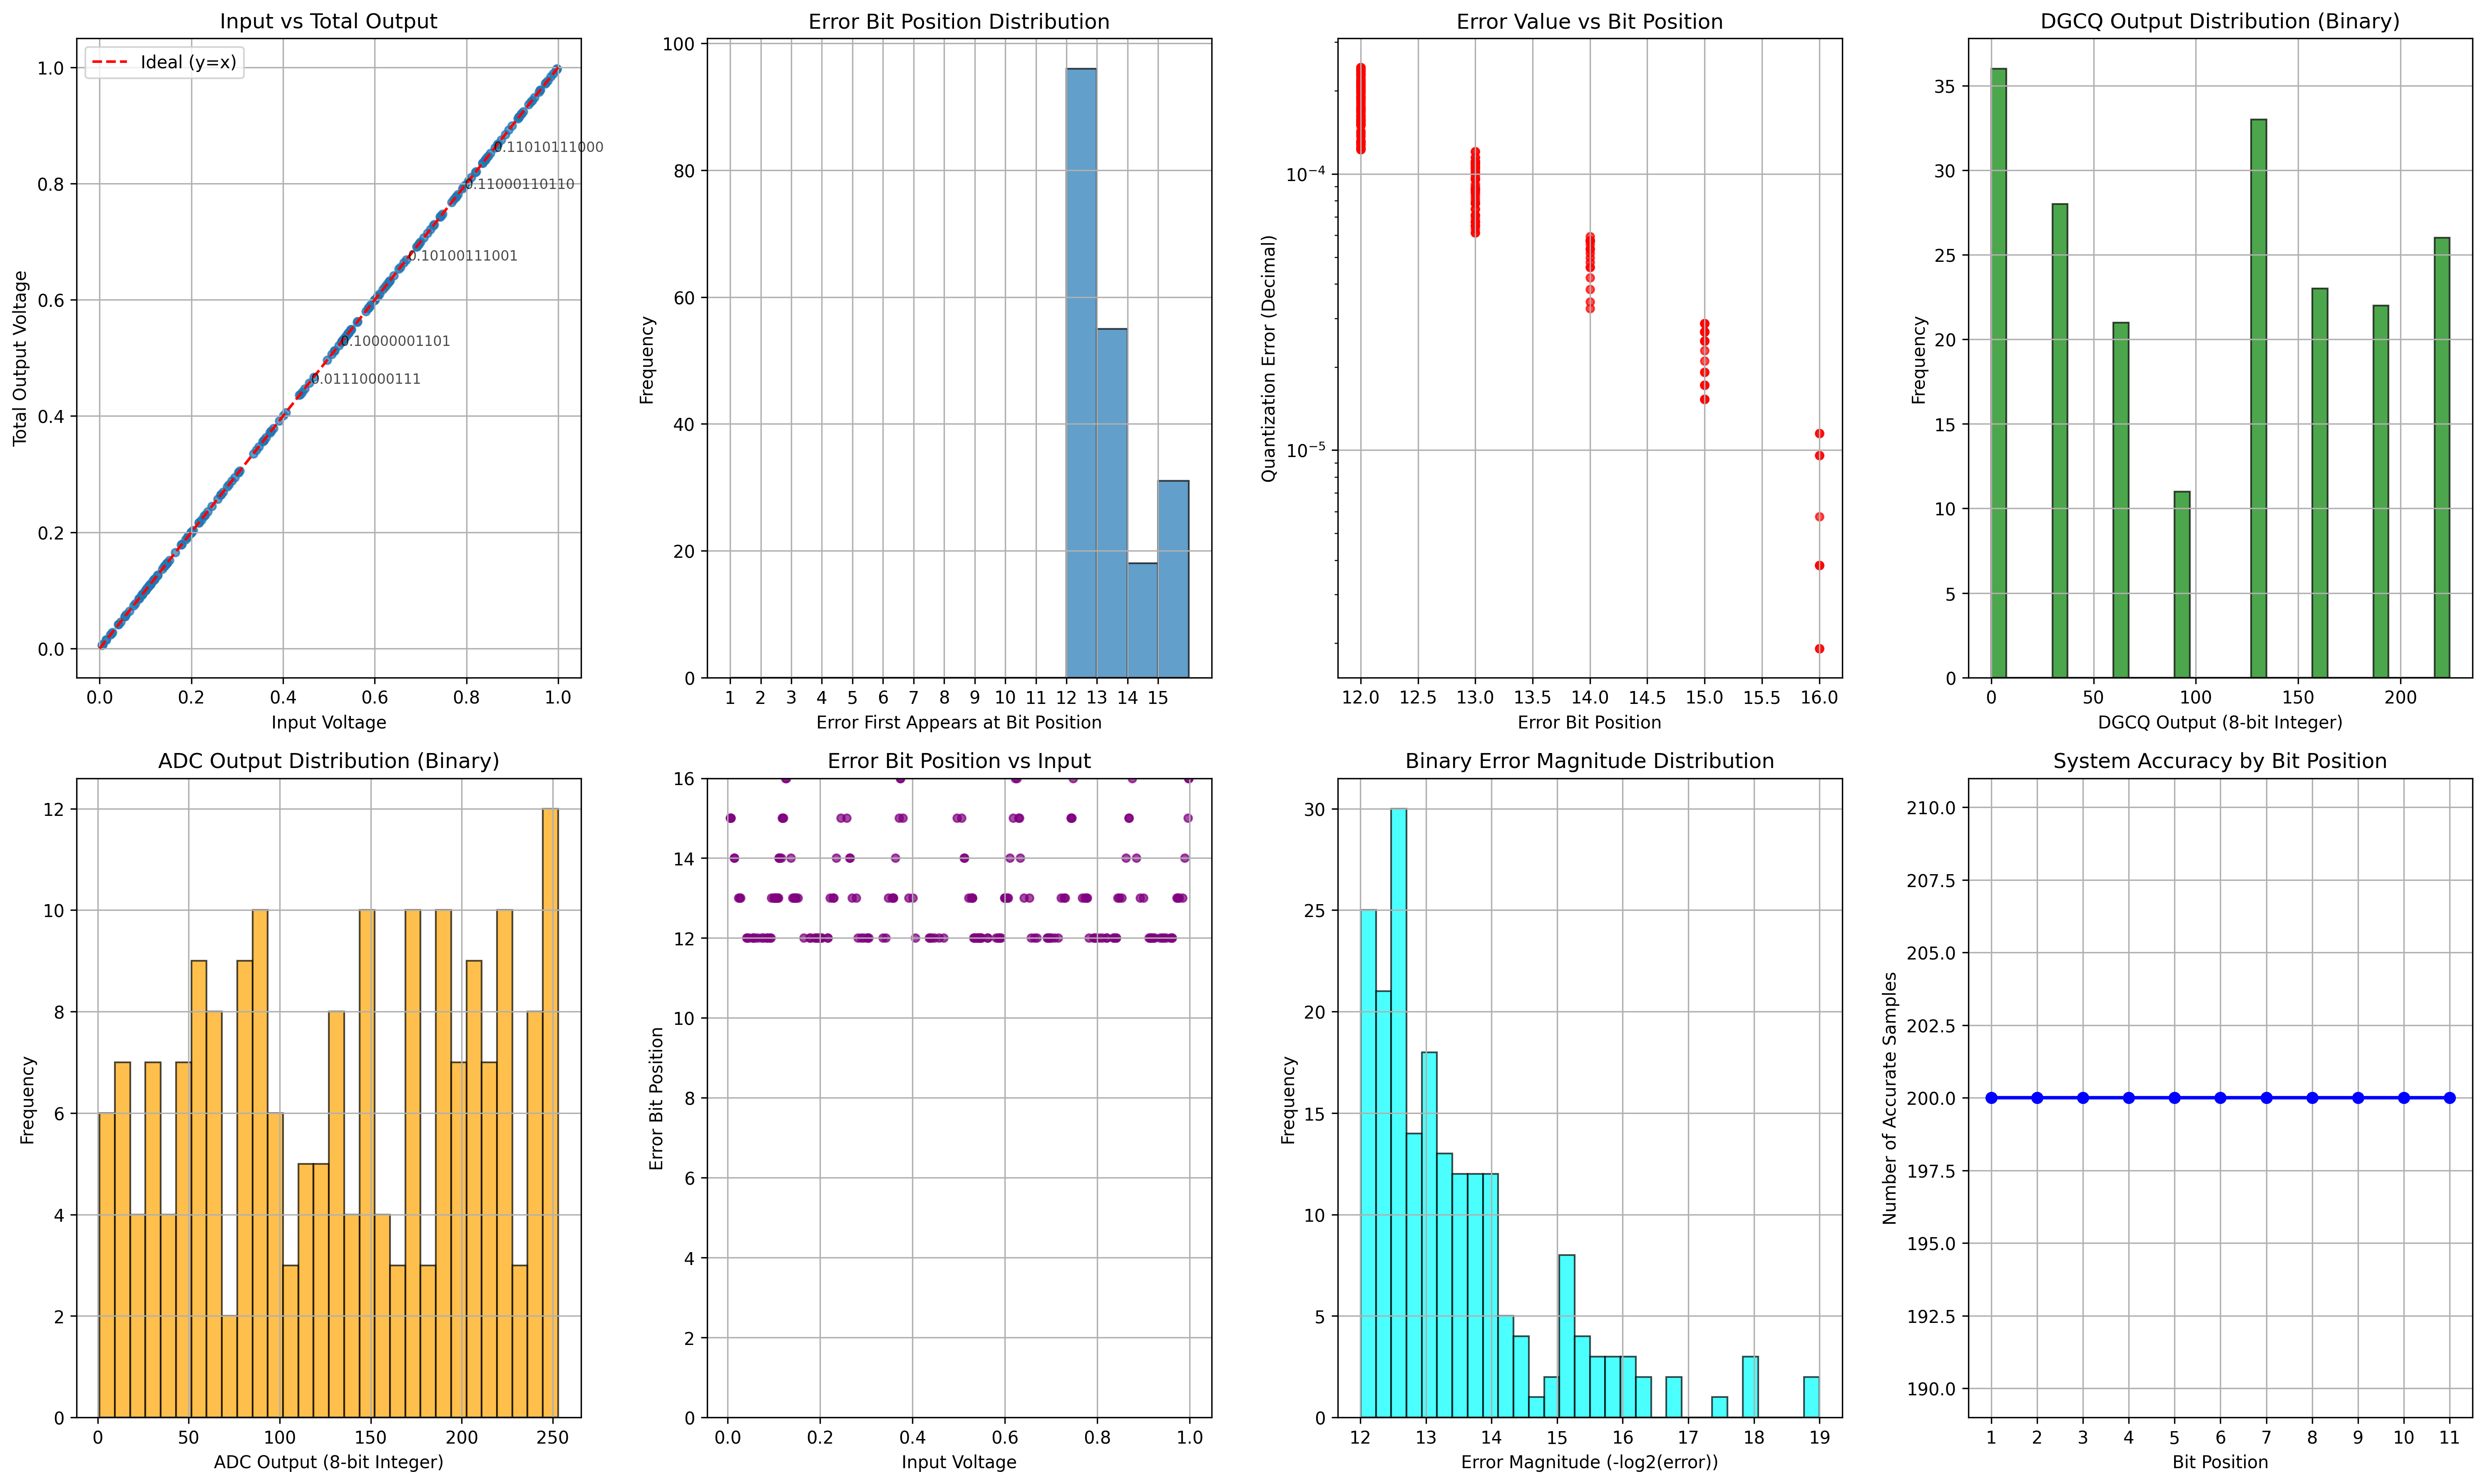 Input vs Total Output
Ideal (y=x)
0.11010111000
0.11000110110
0.10100111001
0.10000001101
0.01110000111
Total Output Voltage
1.0
0.8
0.6
0.4
0.2
0.0
0.0 0.2 0.4 0.6 0.8 1.0
Input Voltage
Error Bit Position Distribution
Frequency
100
80
60
40
20
0
1 2 3 4 5 6 7 8 9 10 11 12 13 14 15
Error First Appears at Bit Position
Error Value vs Bit Position
Quantization Error (Decimal)
10⁻⁴
10⁻⁵
12.0 12.5 13.0 13.5 14.0 14.5 15.0 15.5 16.0
Error Bit Position
DGCQ Output Distribution (Binary)
Frequency
35
30
25
20
15
10
5
0
0 50 100 150 200
DGCQ Output (8-bit Integer)
ADC Output Distribution (Binary)
Frequency
12
10
8
6
4
2
0
0 50 100 150 200 250
ADC Output (8-bit Integer)
Error Bit Position vs Input
Error Bit Position
16
14
12
10
8
6
4
2
0
0.0 0.2 0.4 0.6 0.8 1.0
Input Voltage
Binary Error Magnitude Distribution
Frequency
30
25
20
15
10
5
0
12 13 14 15 16 17 18 19
Error Magnitude (-log2(error))
System Accuracy by Bit Position
Number of Accurate Samples
210.0
207.5
205.0
202.5
200.0
197.5
195.0
192.5
190.0
1 2 3 4 5 6 7 8 9 10 11
Bit Position